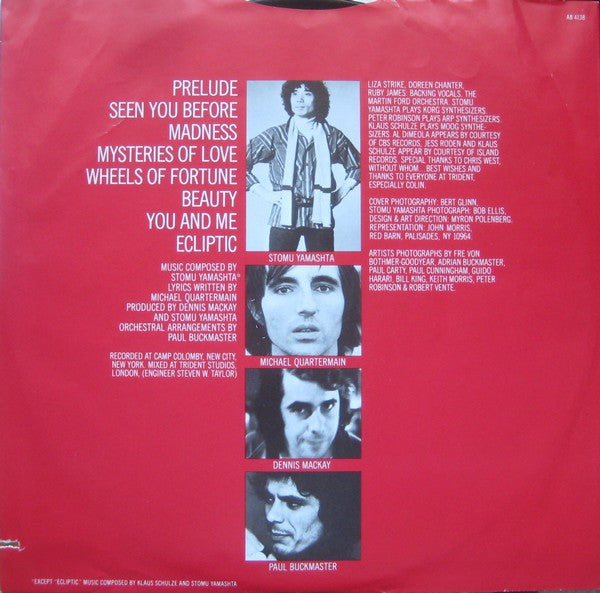 AB 4138
PRELUDE
SEEN YOU BEFORE
MADNESS
MYSTERIES OF LOVE
WHEELS OF FORTUNE
BEAUTY
YOU AND ME
ECLIPTIC
MUSIC COMPOSED BY
STOMU YAMASHTA*
LYRICS WRITTEN BY
MICHAEL QUARTERMAIN
PRODUCED BY DENNIS MACKAY
AND STOMU YAMASHTA
ORCHESTRAL ARRANGEMENTS BY
PAUL BUCKMASTER
RECORDED AT CAMP COLOMBY, NEW CITY,
NEW YORK. MIXED AT TRIDENT STUDIOS,
LONDON, (ENGINEER STEVEN W. TAYLOR)
STOMU YAMASHTA
MICHAEL QUARTERMAIN
DENNIS MACKAY
PAUL BUCKMASTER
LIZA STRIKE, DOREEN CHANTER,
RUBY JAMES: BACKING VOCALS, THE
MARTIN FORD ORCHESTRA. STOMU
YAMASHTA PLAYS KORG SYNTHESIZERS.
PETER ROBINSON PLAYS ARP SYNTHESIZERS.
KLAUS SCHULZE PLAYS MOOG SYNTHE-
SIZERS. AL DIMEOLA APPEARS BY COURTESY
OF CBS RECORDS, JESS RODEN AND KLAUS
SCHULZE APPEAR BY COURTESY OF ISLAND
RECORDS. SPECIAL THANKS TO CHRIS WEST,
WITHOUT WHOM... BEST WISHES AND
THANKS TO EVERYONE AT TRIDENT,
ESPECIALLY COLIN.
COVER PHOTOGRAPHY: BERT GLINN,
STOMU YAMASHTA PHOTOGRAPH: BOB ELLIS,
DESIGN & ART DIRECTION: MYRON POLENBERG,
REPRESENTATION: JOHN MORRIS,
RED BARN, PALISADES, NY 10964.
ARTISTS PHOTOGRAPHS BY FRE VON
BOTHMER-GOODYEAR, ADRIAN BUCKMASTER,
PAUL CARTY, PAUL CUNNINGHAM, GUIDO
HARARI, BILL KING, KEITH MORRIS, PETER
ROBINSON & ROBERT VENTE.
*EXCEPT "ECLIPTIC" MUSIC COMPOSED BY KLAUS SCHULZE AND STOMU YAMASHTA